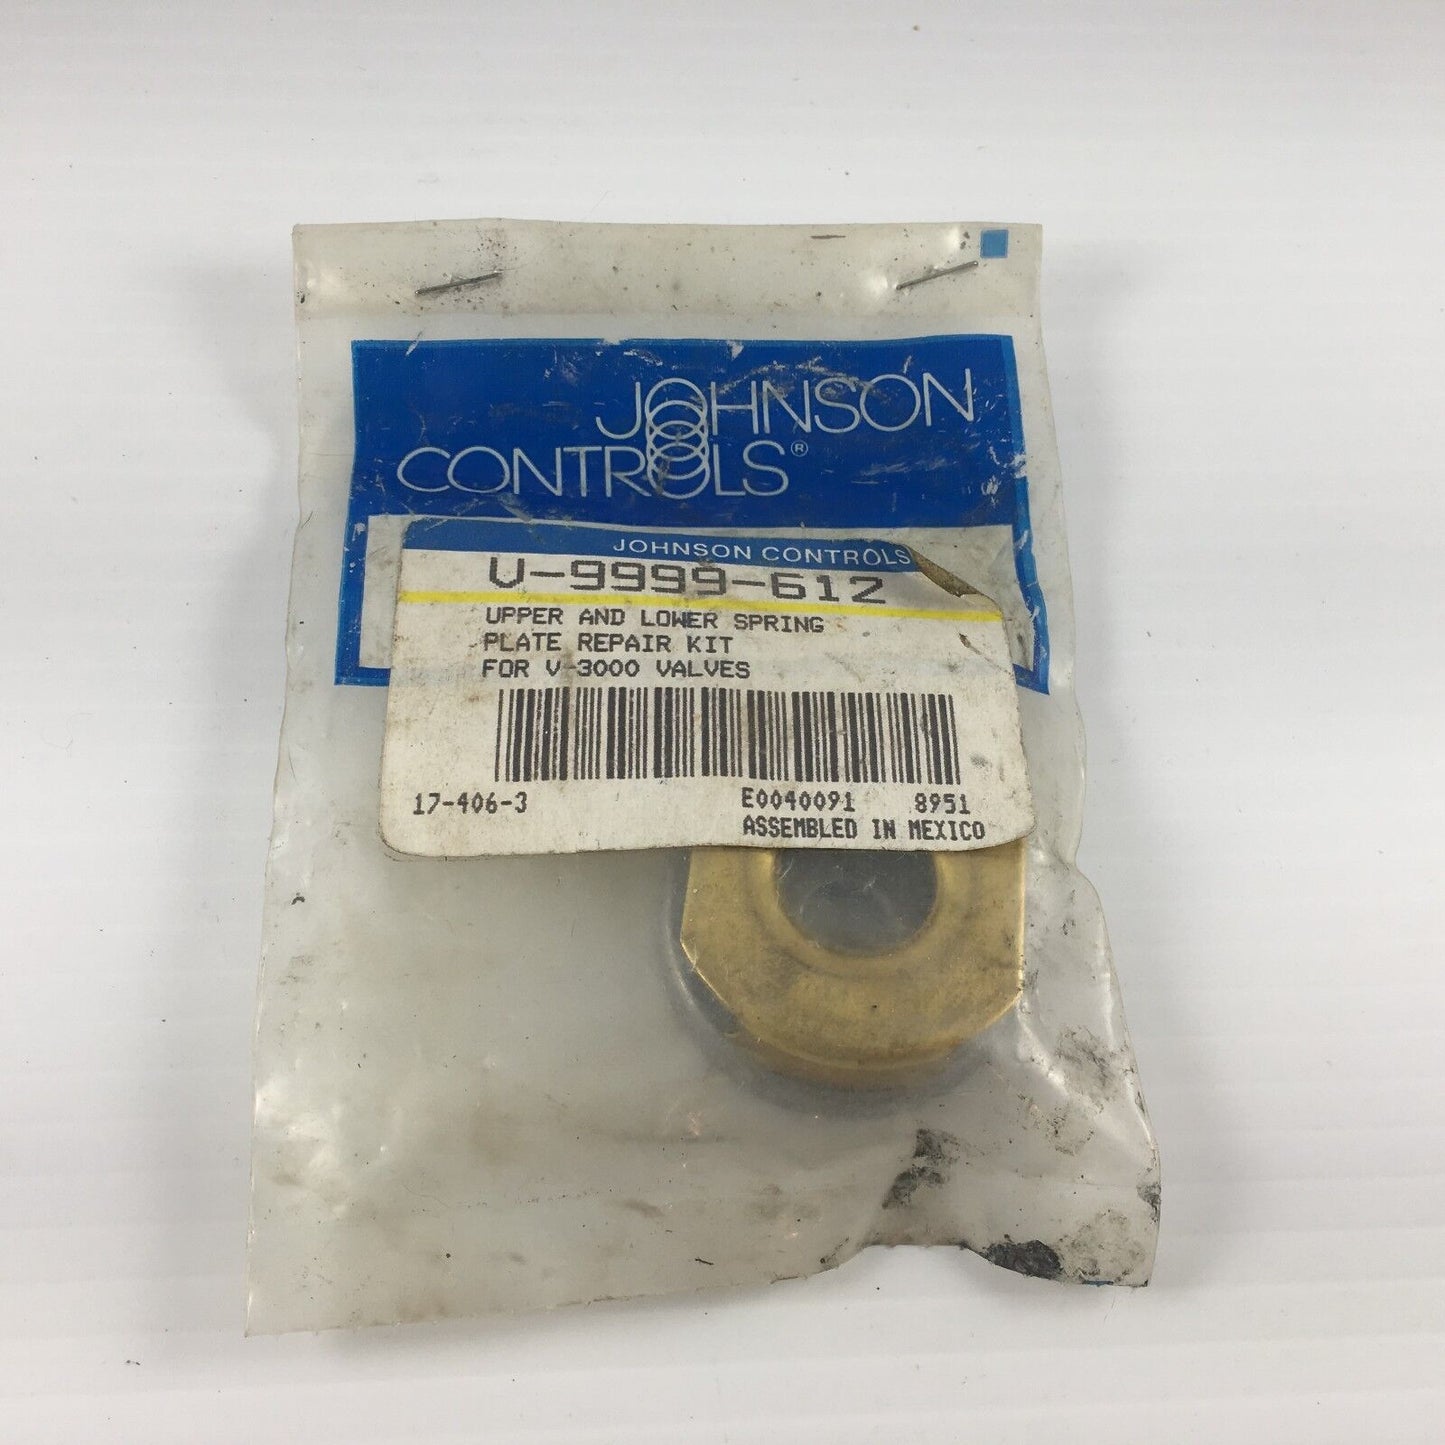 JOHNSON
CONTROLS®
JOHNSON CONTROLS
V-9999-612
UPPER AND LOWER SPRING
PLATE REPAIR KIT
FOR V-3000 VALVES
17-406-3 E0040091 8951
ASSEMBLED IN MEXICO